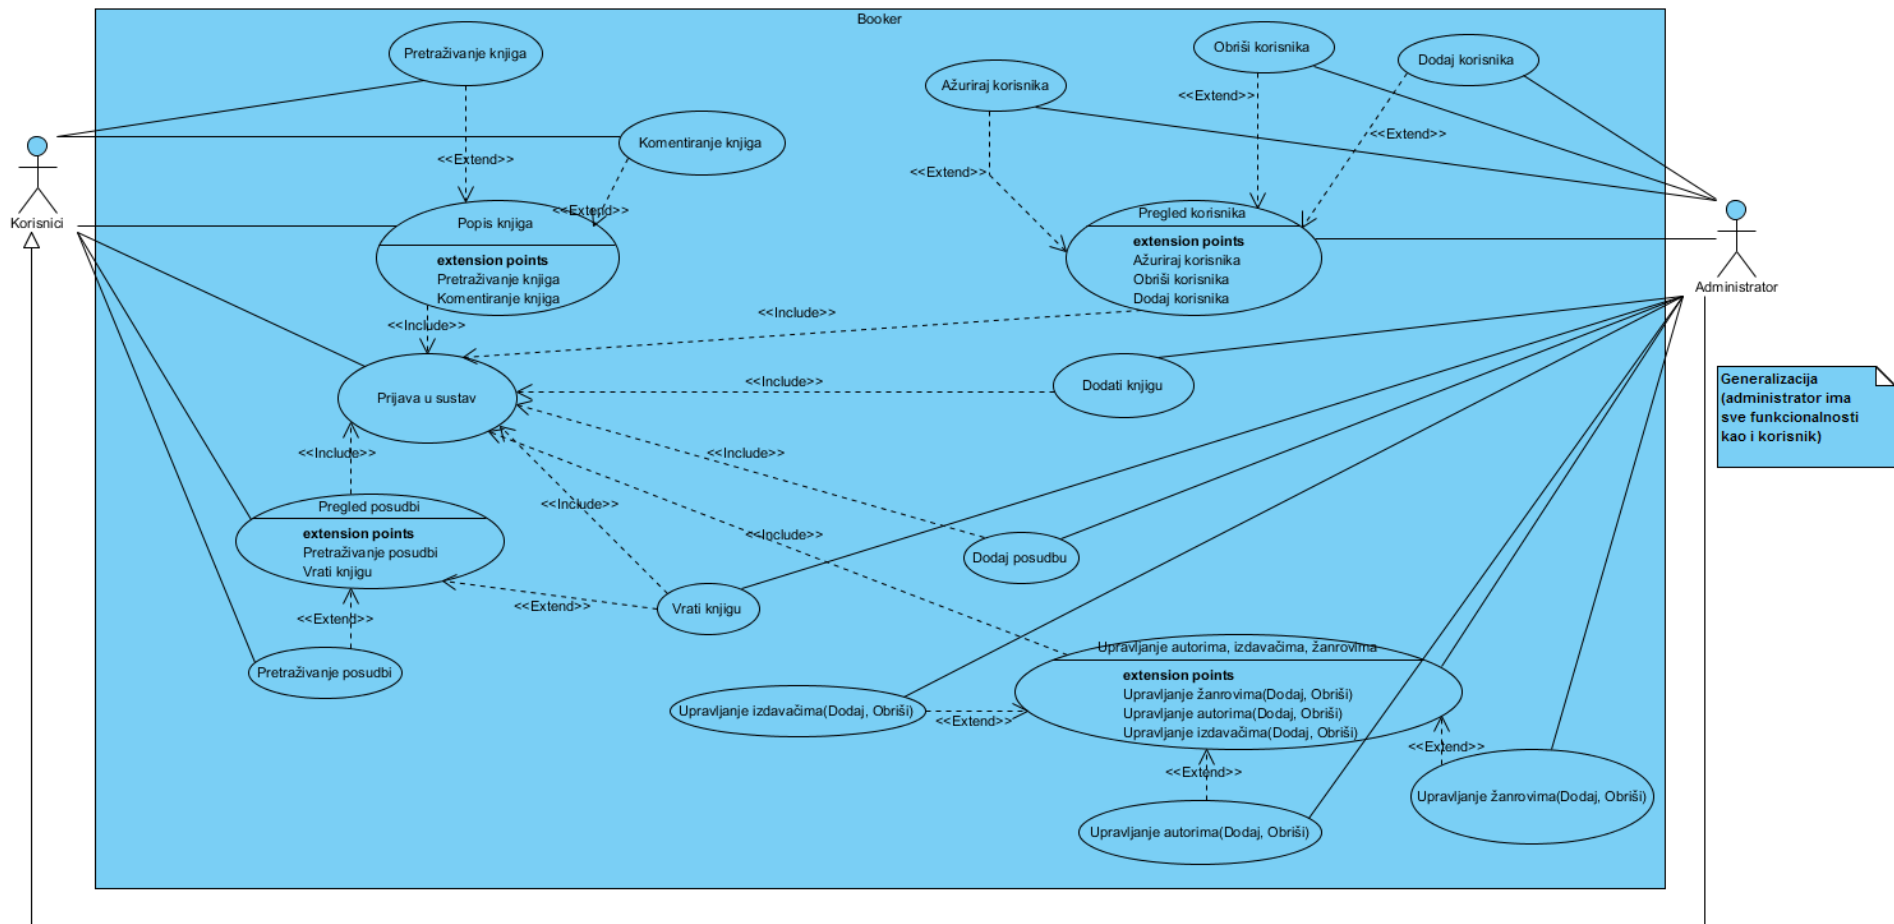 Booker
Pretraživanje knjiga
Obriši korisnika
Dodaj korisnika
Ažuriraj korisnika
<<Extend>>
<<Extend>>
Komentiranje knjiga
<<Extend>>
<<Extend>>
<<Extend>>
Korisnici
Popis knjiga
extension points
Pretraživanje knjiga
Komentiranje knjiga
Pregled korisnika
extension points
Ažuriraj korisnika
Obriši korisnika
Dodaj korisnika
<<Extend>>
Administrator
<<Include>>
<<Include>>
Prijava u sustav
<<Include>>
Dodati knjigu
Generalizacija
(administrator ima
sve funkcionalnosti
kao i korisnik)
<<Include>>
<<Include>>
<<Include>>
<<Include>>
Pregled posudbi
extension points
Pretraživanje posudbi
Vrati knjigu
Dodaj posudbu
<<Extend>>
Vrati knjigu
<<Extend>>
Pretraživanje posudbi
Upravljanje autorima, izdavačima, žanrovima
extension points
Upravljanje žanrovima(Dodaj, Obriši)
Upravljanje autorima(Dodaj, Obriši)
Upravljanje izdavačima(Dodaj, Obriši)
Upravljanje izdavačima(Dodaj, Obriši)
<<Extend>>
<<Extend>>
<<Extend>>
Upravljanje žanrovima(Dodaj, Obriši)
Upravljanje autorima(Dodaj, Obriši)